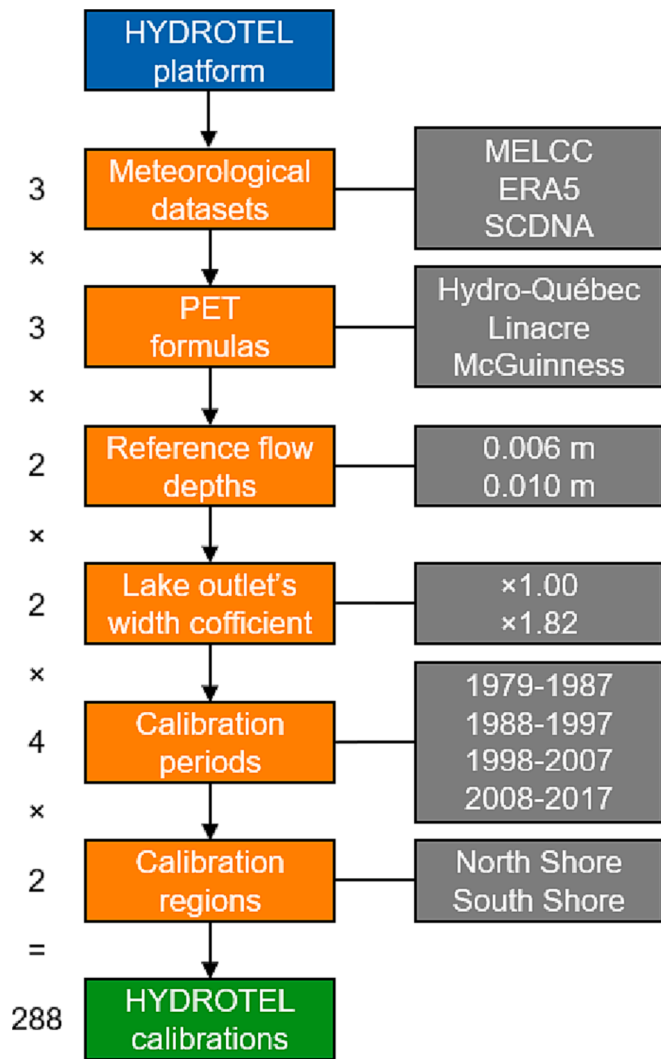 HYDROTEL
platform
3
Meteorological
datasets
MELCC
ERA5
SCDNA
×
3
PET
formulas
Hydro-Québec
Linacre
McGuinness
×
2
Reference flow
depths
0.006 m
0.010 m
×
2
Lake outlet's
width cofficient
×1.00
×1.82
×
4
Calibration
periods
1979-1987
1988-1997
1998-2007
2008-2017
×
2
Calibration
regions
North Shore
South Shore
=
288
HYDROTEL
calibrations